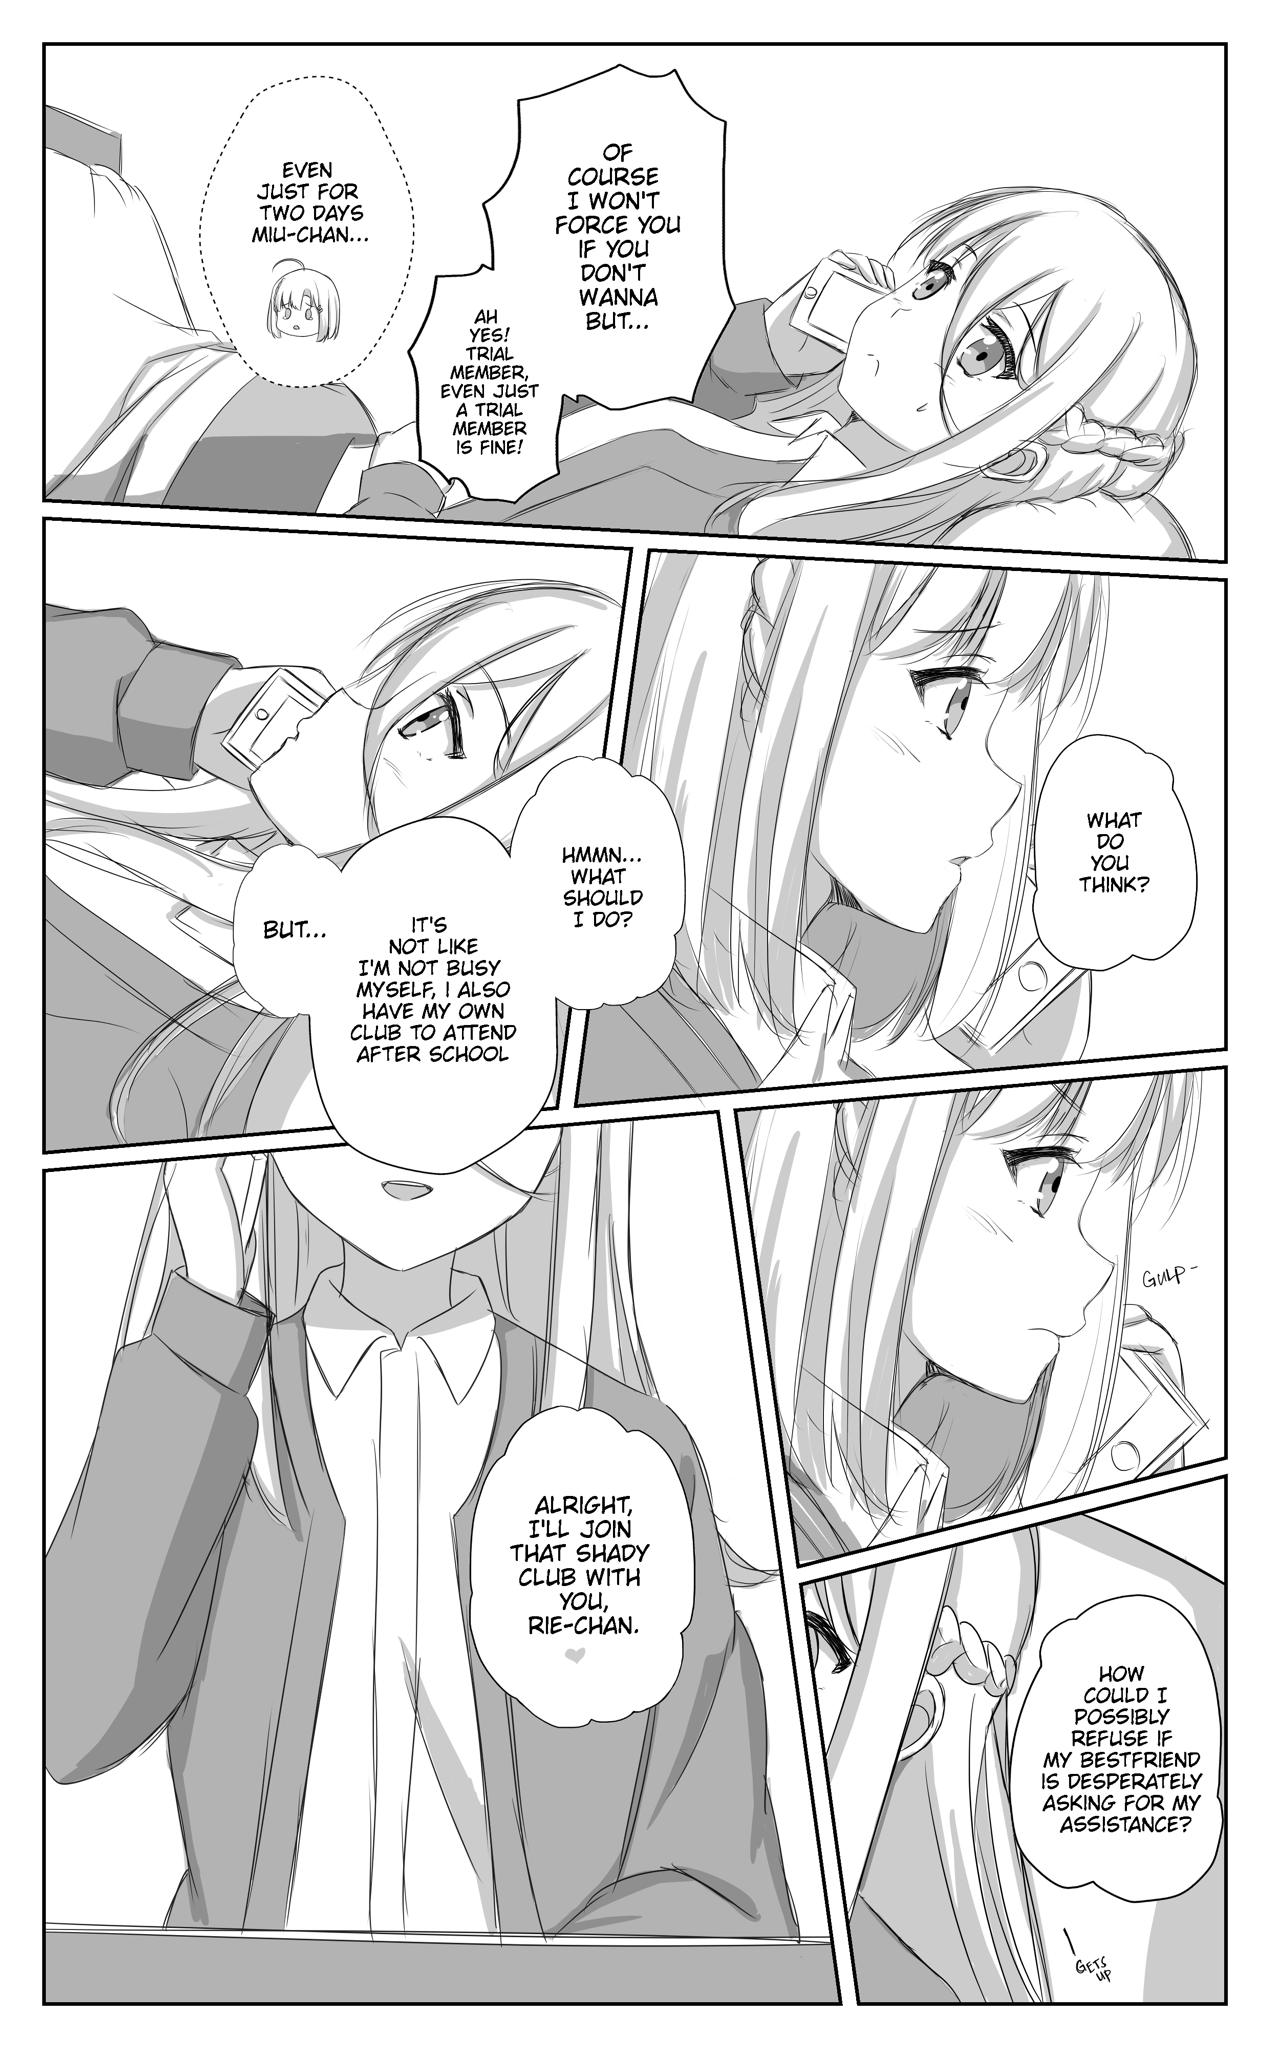 OF
COURSE
I WON'T
FORCE YOU
IF YOU
DON'T
WANNA
BUT...
AH
YES!
TRIAL
MEMBER,
EVEN JUST
A TRIAL
MEMBER
IS FINE!
EVEN
JUST FOR
TWO DAYS
MIU-CHAN...
WHAT
DO
YOU
THINK?
HMMN...
WHAT
SHOULD
I DO?
IT'S
NOT LIKE
I'M NOT BUSY
MYSELF, I ALSO
HAVE MY OWN
CLUB TO ATTEND
AFTER SCHOOL
BUT...
GULP-
HOW
COULD I
POSSIBLY
REFUSE IF
MY BESTFRIEND
IS DESPERATELY
ASKING FOR MY
ASSISTANCE?
GETS
UP
ALRIGHT,
I'LL JOIN
THAT SHADY
CLUB WITH
YOU,
RIE-CHAN.